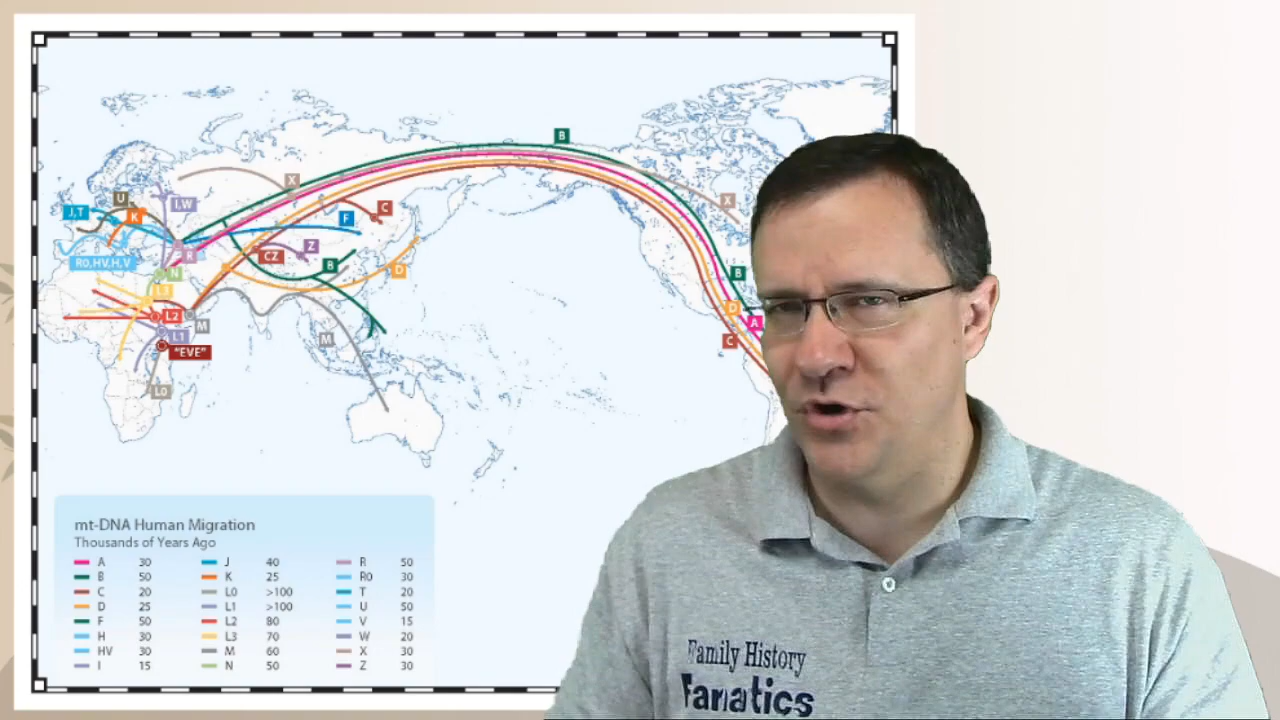 B
X
C
X
U
I,W
J,T
K
F
R
Z
CZ
B
D
R0,HV,H,V
N
B
L3
L2
M
D
A
L1
M
C
"EVE"
L0
mt-DNA Human Migration
Thousands of Years Ago
A 30 J 40 R 50
B 50 K 25 R0 30
C 20 L0 >100 T 20
D 25 L1 >100 U 50
F 50 L2 80 V 15
H 30 L3 70 W 20
HV 30 M 60 X 30
I 15 N 50 Z 30
Family History
Fanatics